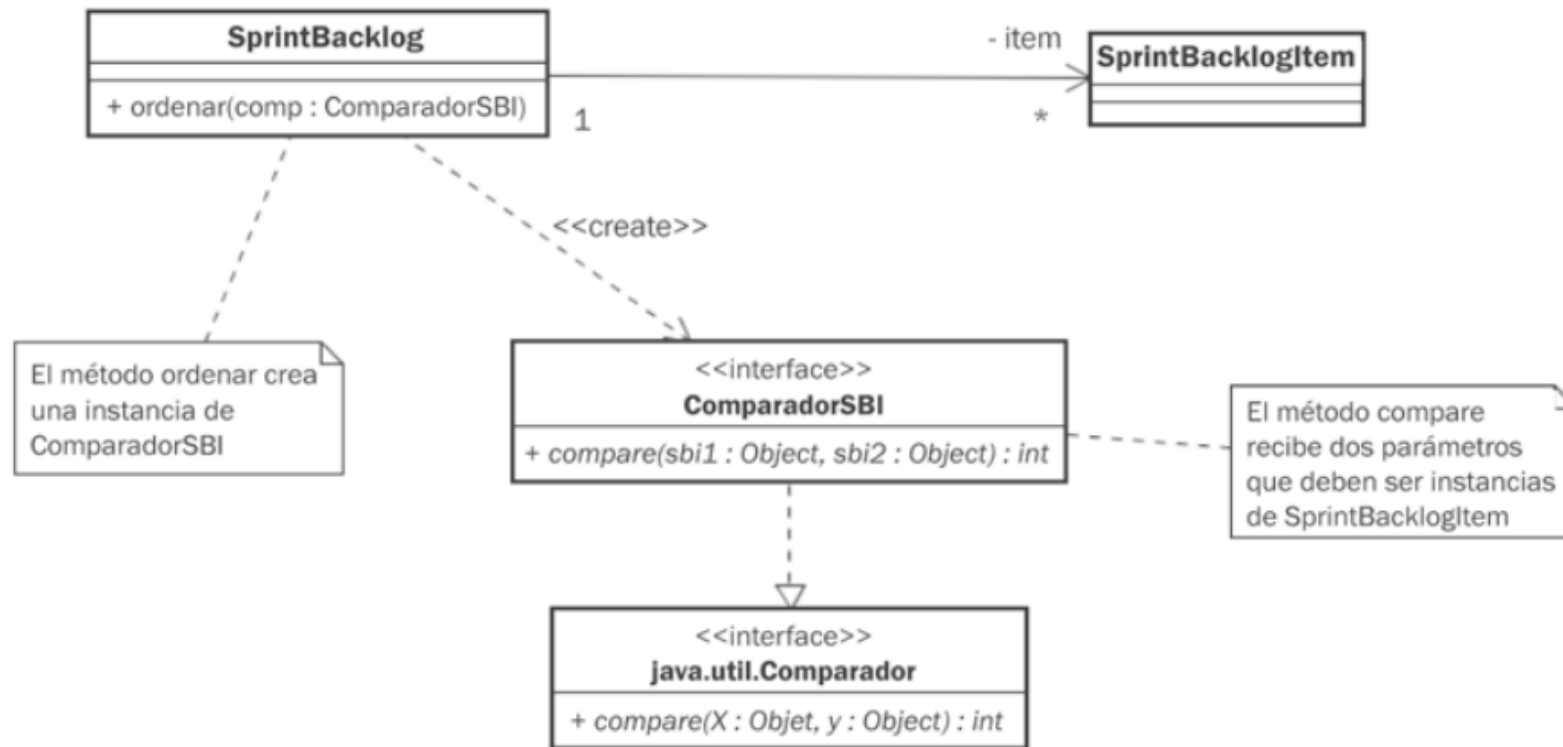 SprintBacklog
+ ordenar(comp : ComparadorSBI)
- item
1
*
SprintBacklogItem
<<create>>
El método ordenar crea
una instancia de
ComparadorSBI
<<interface>>
ComparadorSBI
+ compare(sbi1 : Object, sbi2 : Object) : int
El método compare
recibe dos parámetros
que deben ser instancias
de SprintBacklogItem
<<interface>>
java.util.Comparador
+ compare(X : Objet, y : Object) : int